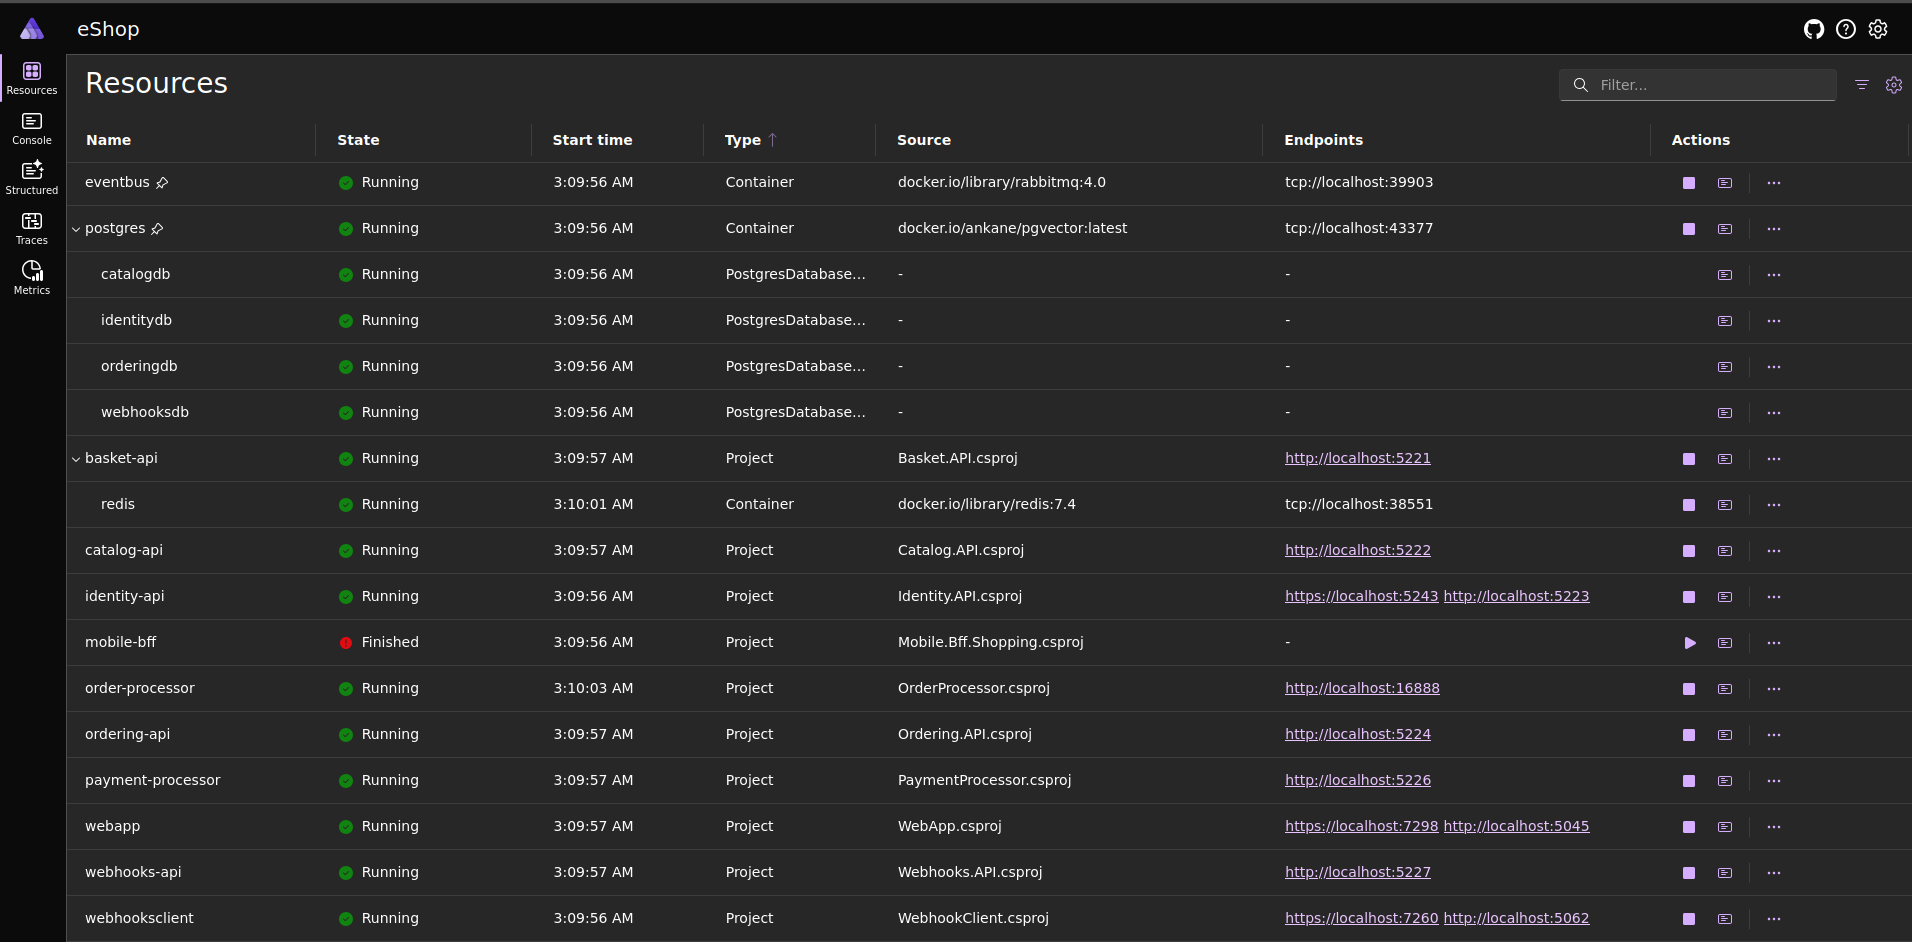 eShop
Resources
Console
Structured
Traces
Metrics
Resources
Filter...
Name State Start time Type Source Endpoints Actions
eventbus Running 3:09:56 AM Container docker.io/library/rabbitmq:4.0 tcp://localhost:39903
postgres Running 3:09:56 AM Container docker.io/ankane/pgvector:latest tcp://localhost:43377
catalogdb Running 3:09:56 AM PostgresDatabase... - -
identitydb Running 3:09:56 AM PostgresDatabase... - -
orderingdb Running 3:09:56 AM PostgresDatabase... - -
webhooksdb Running 3:09:56 AM PostgresDatabase... - -
basket-api Running 3:09:57 AM Project Basket.API.csproj http://localhost:5221
redis Running 3:10:01 AM Container docker.io/library/redis:7.4 tcp://localhost:38551
catalog-api Running 3:09:57 AM Project Catalog.API.csproj http://localhost:5222
identity-api Running 3:09:56 AM Project Identity.API.csproj https://localhost:5243 http://localhost:5223
mobile-bff Finished 3:09:56 AM Project Mobile.Bff.Shopping.csproj -
order-processor Running 3:10:03 AM Project OrderProcessor.csproj http://localhost:16888
ordering-api Running 3:09:57 AM Project Ordering.API.csproj http://localhost:5224
payment-processor Running 3:09:57 AM Project PaymentProcessor.csproj http://localhost:5226
webapp Running 3:09:57 AM Project WebApp.csproj https://localhost:7298 http://localhost:5045
webhooks-api Running 3:09:57 AM Project Webhooks.API.csproj http://localhost:5227
webhooksclient Running 3:09:56 AM Project WebhookClient.csproj https://localhost:7260 http://localhost:5062